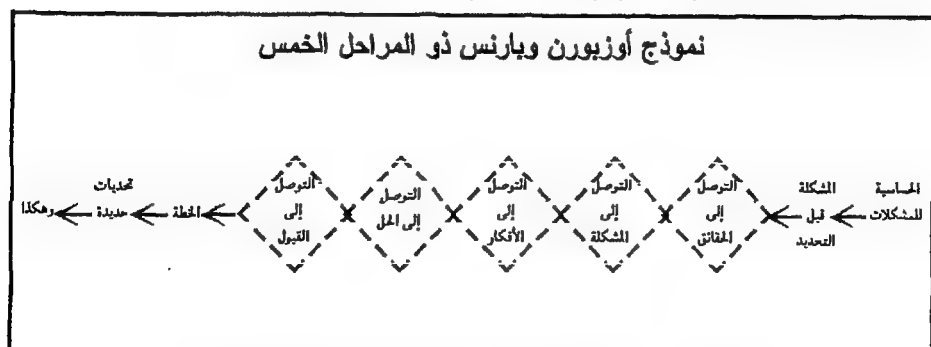 نموذج أوزبورن وبارنس ذو المراحل الخمس
الحساسية
للمشكلات
المشكلة
قبل
التحديد
التوصل
إلى
الحقائق
التوصل
إلى
المشكلة
التوصل
إلى
الأفكار
التوصل
إلى الحل
التوصل
إلى
القبول
الخطة
تحديات
جديدة
وهكذا